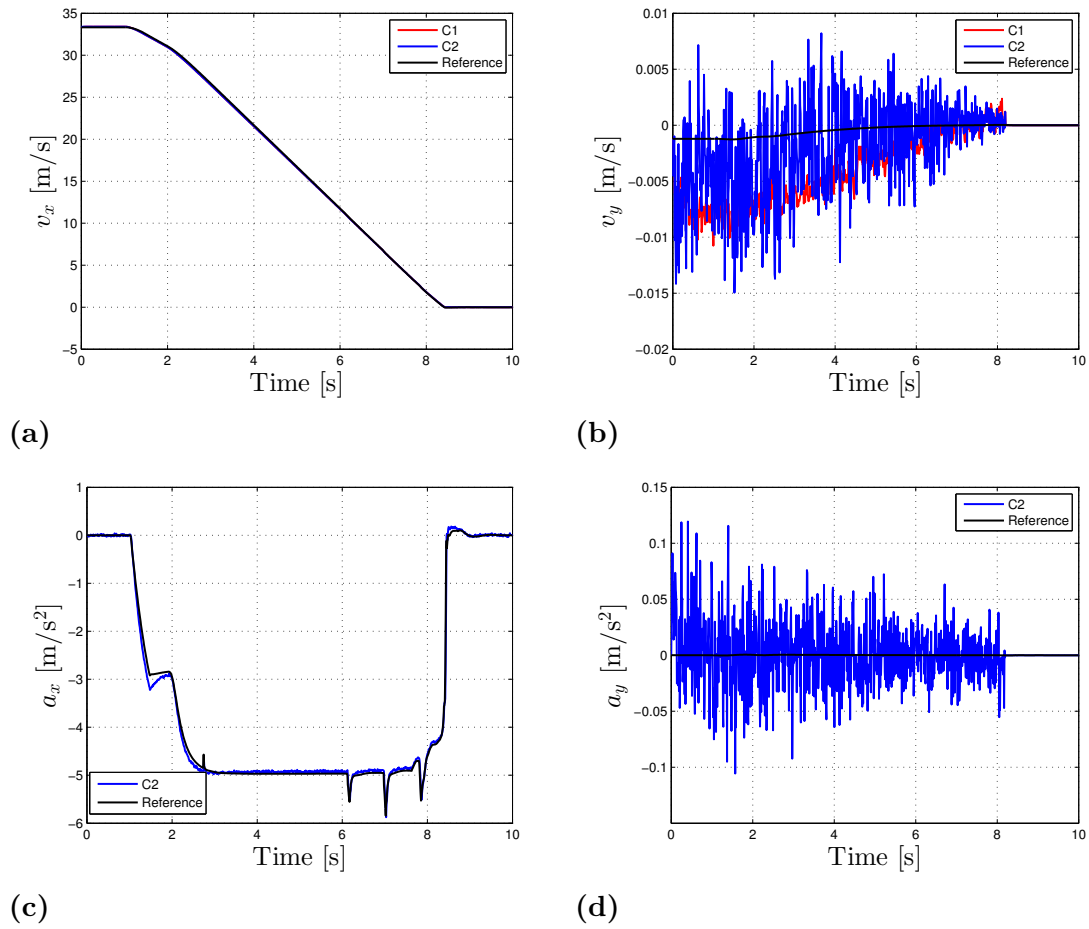 35
30
25
20
15
10
5
0
−5
0 2 4 6 8 10
v_x [m/s]
Time [s]
C1
C2
Reference
(a)
0.01
0.005
0
−0.005
−0.01
−0.015
−0.02
0 2 4 6 8 10
v_y [m/s]
Time [s]
C1
C2
Reference
(b)
1
0
−1
−2
−3
−4
−5
−6
0 2 4 6 8 10
a_x [m/s²]
Time [s]
C2
Reference
(c)
0.15
0.1
0.05
0
−0.05
−0.1
0 2 4 6 8 10
a_y [m/s²]
Time [s]
C2
Reference
(d)